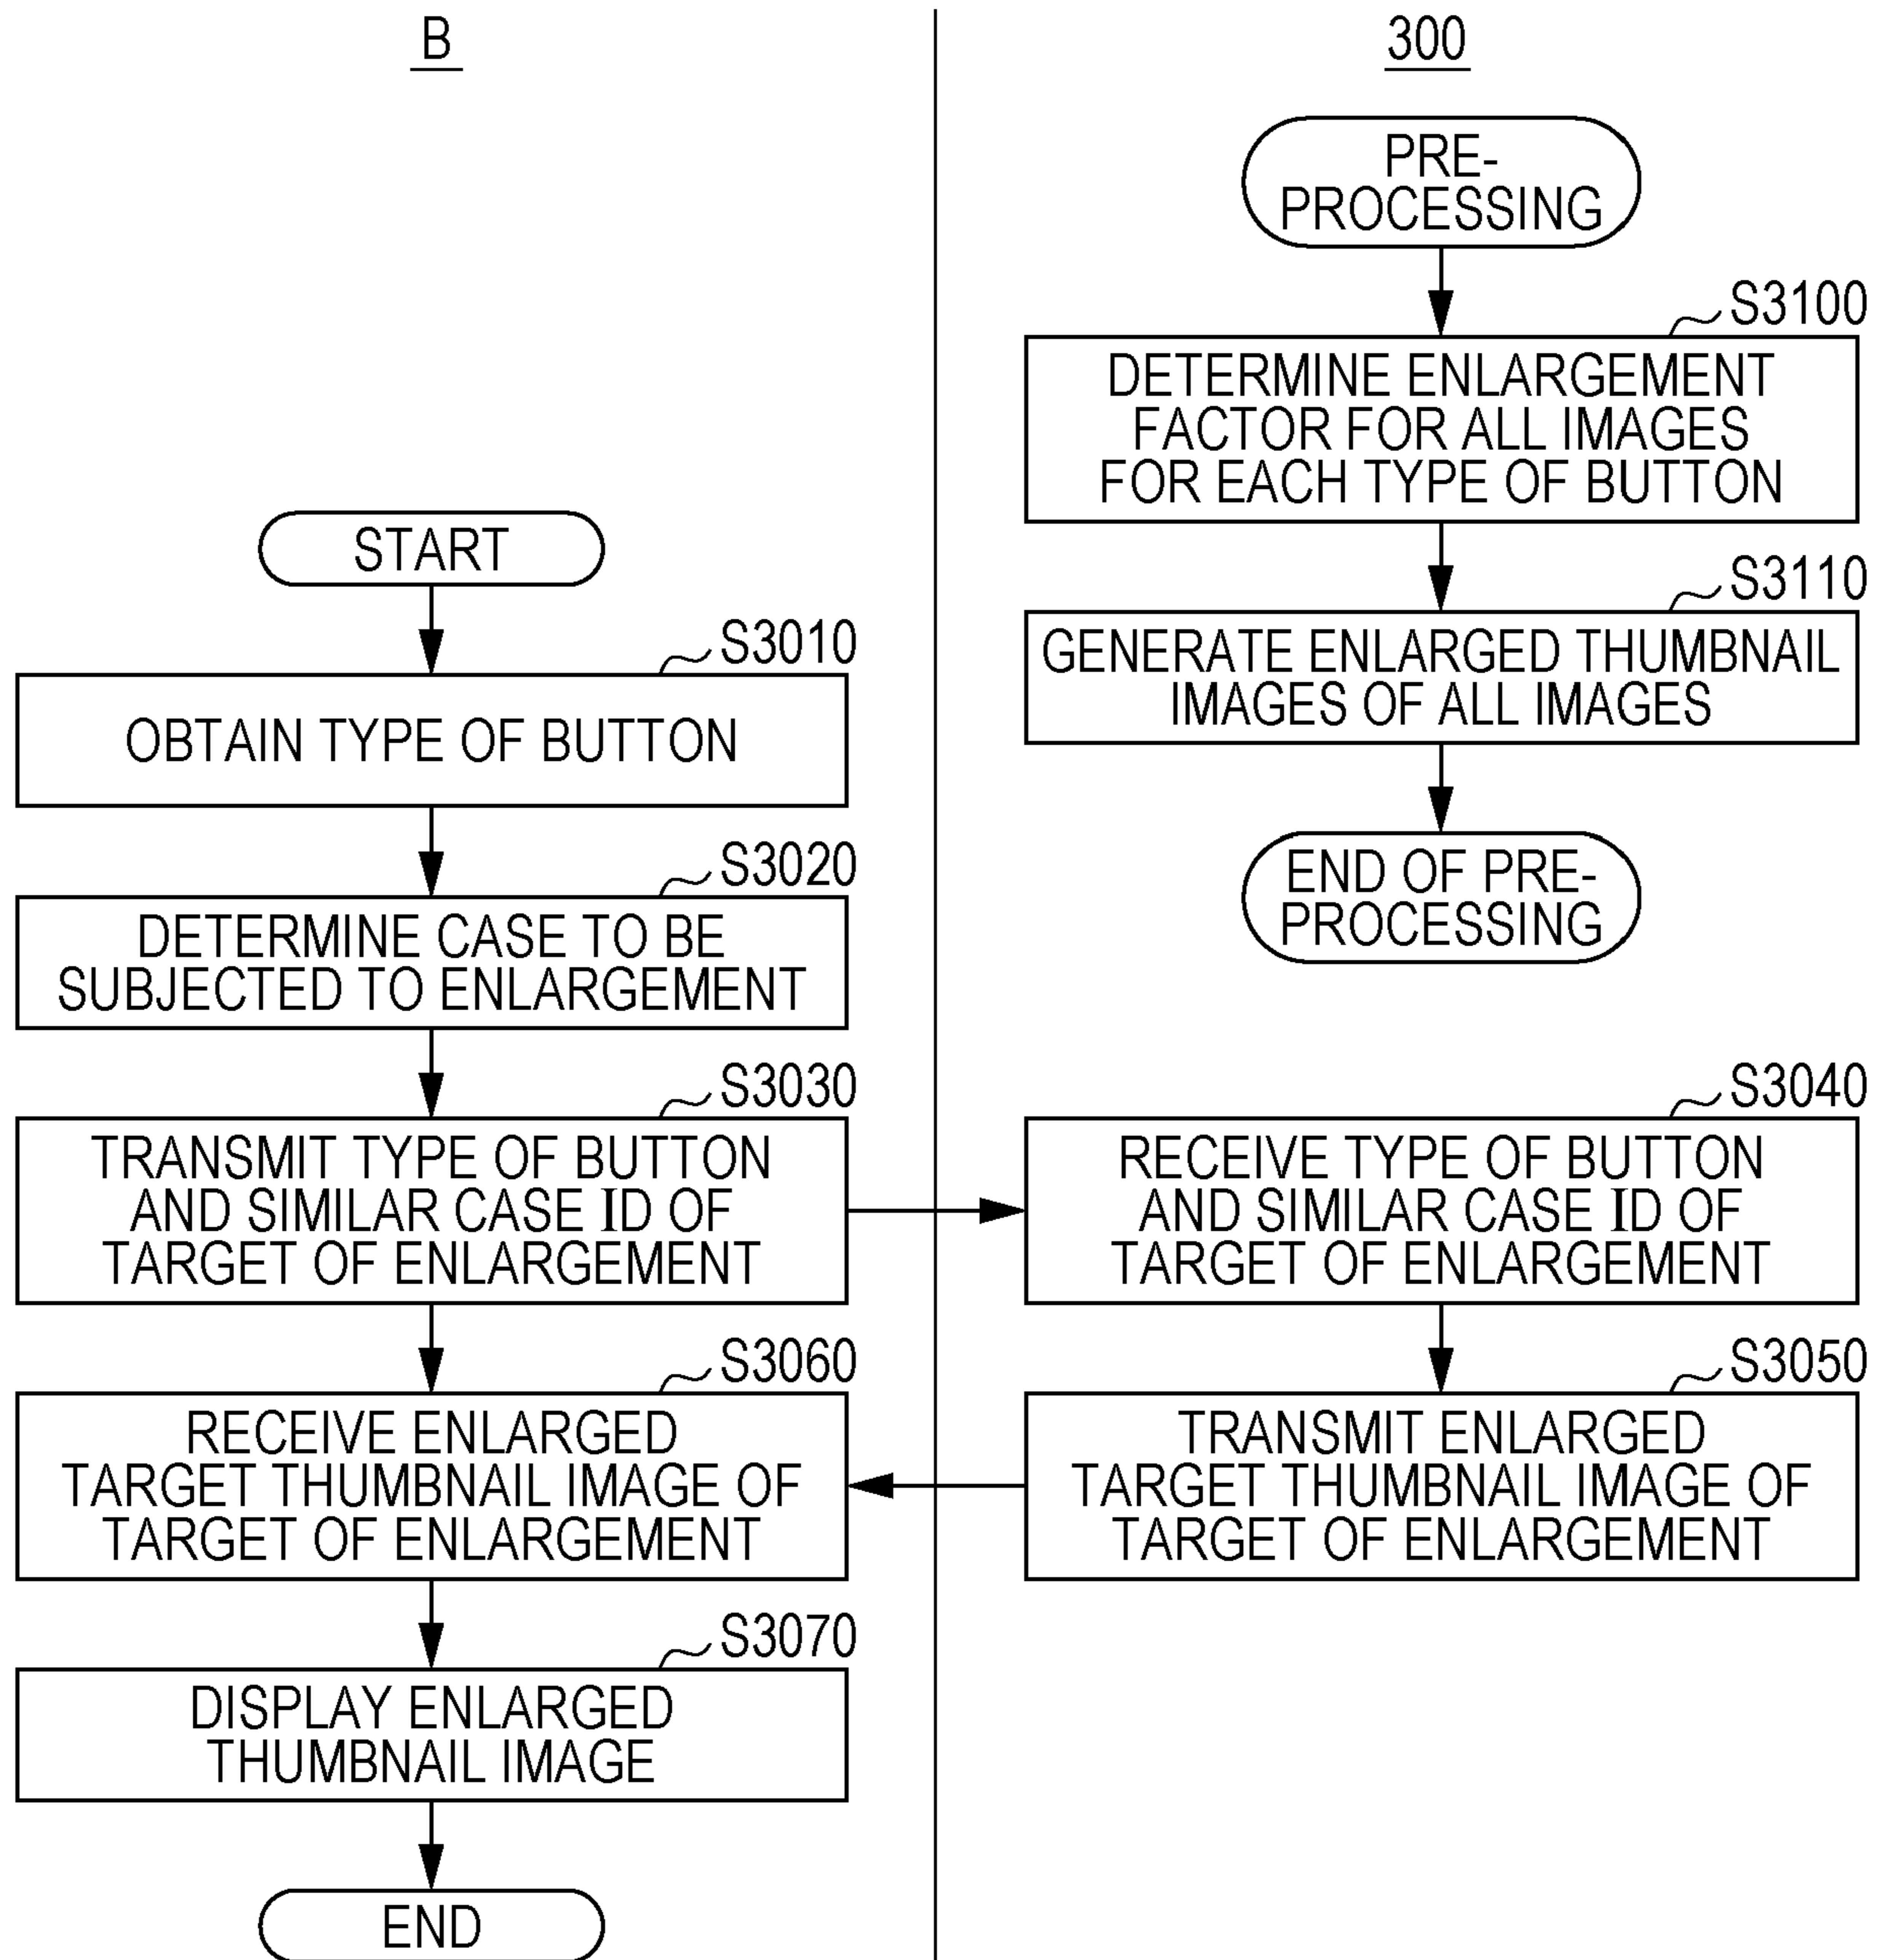 B
START
S3010
OBTAIN TYPE OF BUTTON
S3020
DETERMINE CASE TO BE
SUBJECTED TO ENLARGEMENT
S3030
TRANSMIT TYPE OF BUTTON
AND SIMILAR CASE ID OF
TARGET OF ENLARGEMENT
S3060
RECEIVE ENLARGED
TARGET THUMBNAIL IMAGE OF
TARGET OF ENLARGEMENT
S3070
DISPLAY ENLARGED
THUMBNAIL IMAGE
END
300
PRE-
PROCESSING
S3100
DETERMINE ENLARGEMENT
FACTOR FOR ALL IMAGES
FOR EACH TYPE OF BUTTON
S3110
GENERATE ENLARGED THUMBNAIL
IMAGES OF ALL IMAGES
END OF PRE-
PROCESSING
S3040
RECEIVE TYPE OF BUTTON
AND SIMILAR CASE ID OF
TARGET OF ENLARGEMENT
S3050
TRANSMIT ENLARGED
TARGET THUMBNAIL IMAGE OF
TARGET OF ENLARGEMENT